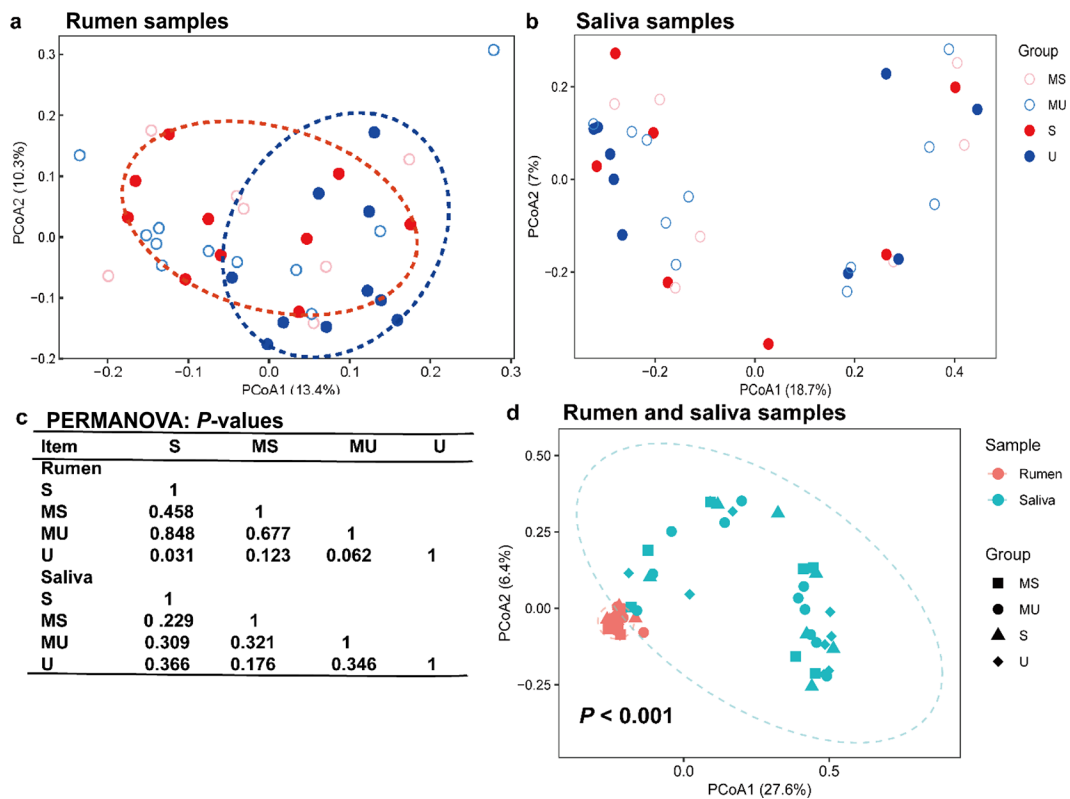 a Rumen samples
0.3
0.2
0.1
0.0
−0.1
−0.2
PCoA2 (10.3%)
−0.2 −0.1 0.0 0.1 0.2 0.3
PCoA1 (13.4%)
b Saliva samples
0.2
0.0
−0.2
PCoA2 (7%)
−0.2 0.0 0.2 0.4
PCoA1 (18.7%)
Group
MS
MU
S
U
c PERMANOVA: P-values
Item S MS MU U
Rumen
S 1
MS 0.458 1
MU 0.848 0.677 1
U 0.031 0.123 0.062 1
Saliva
S 1
MS 0.229 1
MU 0.309 0.321 1
U 0.366 0.176 0.346 1
d Rumen and saliva samples
0.50
0.25
0.00
−0.25
PCoA2 (6.4%)
P < 0.001
0.0 0.5
PCoA1 (27.6%)
Sample
Rumen
Saliva
Group
MS
MU
S
U